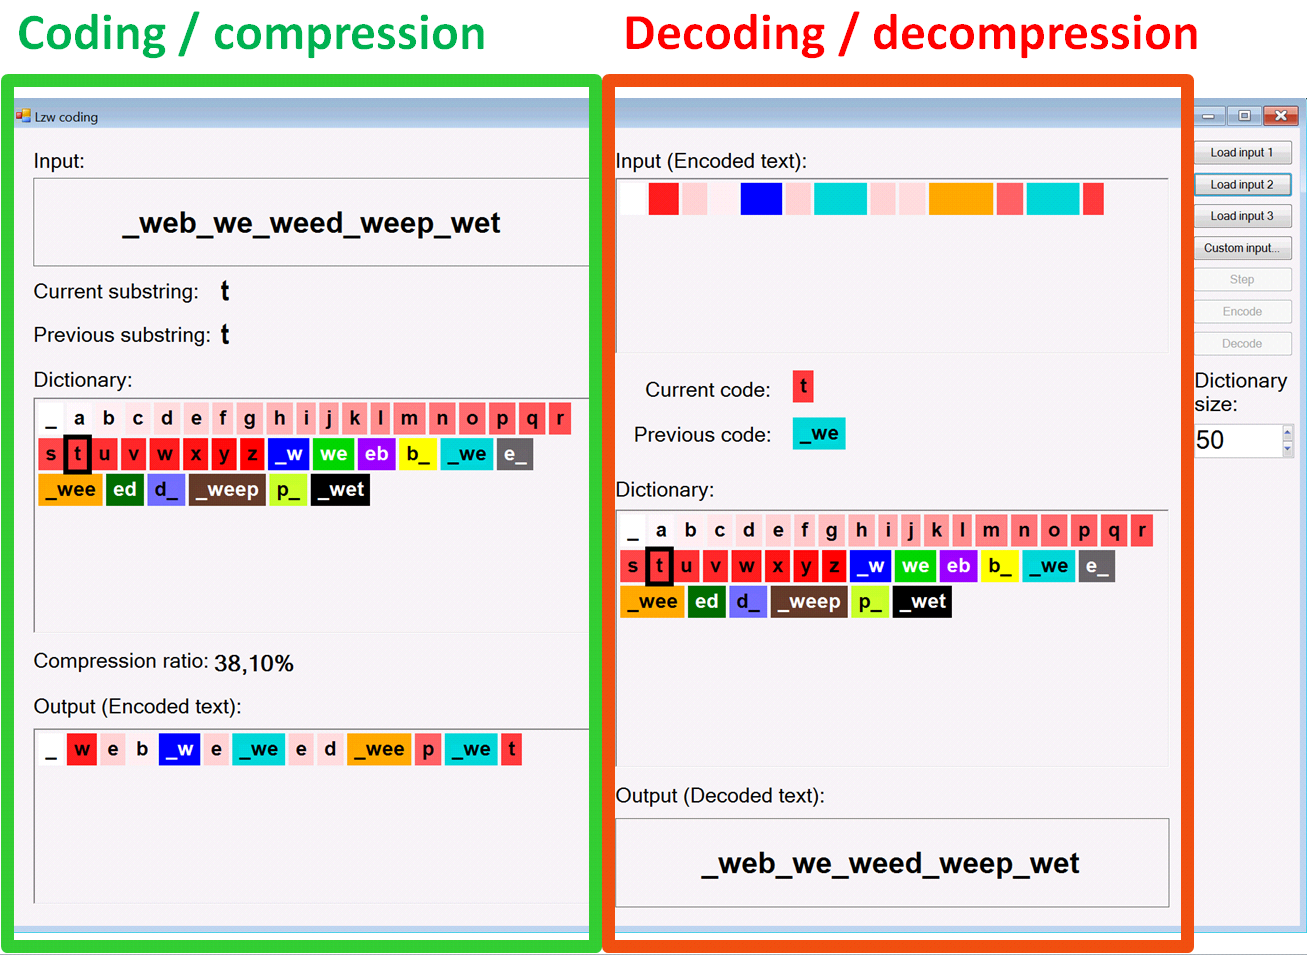 Coding / compression
Decoding / decompression
Lzw coding
Input:
_web_we_weed_weep_wet
Current substring: t
Previous substring: t
Dictionary:
_ a b c d e f g h i j k l m n o p q r
s t u v w x y z _w we eb b_ _we e_
_wee ed d_ _weep p_ _wet
Compression ratio: 38,10%
Output (Encoded text):
_ w e b _w e _we e d _wee p _we t
Input (Encoded text):
Current code: t
Previous code: _we
Dictionary:
_ a b c d e f g h i j k l m n o p q r
s t u v w x y z _w we eb b_ _we e_
_wee ed d_ _weep p_ _wet
Output (Decoded text):
_web_we_weed_weep_wet
Load input 1
Load input 2
Load input 3
Custom input...
Step
Encode
Decode
Dictionary
size:
50